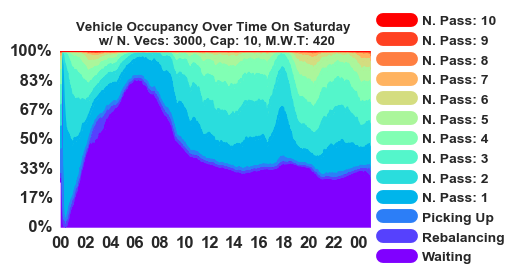 Vehicle Occupancy Over Time On Saturday
w/ N. Vecs: 3000, Cap: 10, M.W.T: 420
100%
83%
67%
50%
33%
17%
0%
00 02 04 06 08 10 12 14 16 18 20 22 00
N. Pass: 10
N. Pass: 9
N. Pass: 8
N. Pass: 7
N. Pass: 6
N. Pass: 5
N. Pass: 4
N. Pass: 3
N. Pass: 2
N. Pass: 1
Picking Up
Rebalancing
Waiting